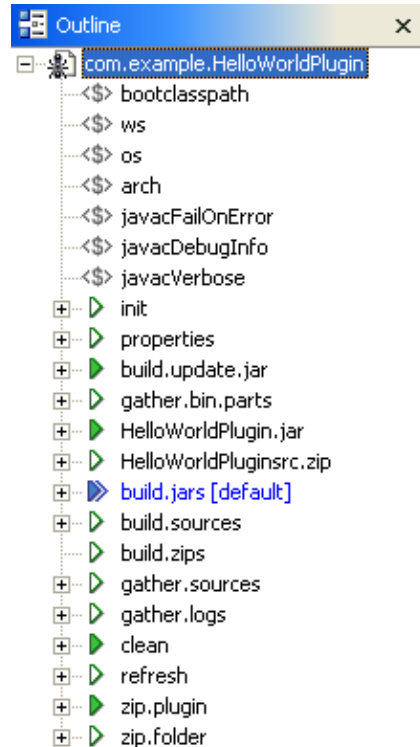 Outline
com.example.HelloWorldPlugin
<$> bootclasspath
<$> ws
<$> os
<$> arch
<$> javacFailOnError
<$> javacDebugInfo
<$> javacVerbose
init
properties
build.update.jar
gather.bin.parts
HelloWorldPlugin.jar
HelloWorldPluginsrc.zip
build.jars [default]
build.sources
build.zips
gather.sources
gather.logs
clean
refresh
zip.plugin
zip.folder